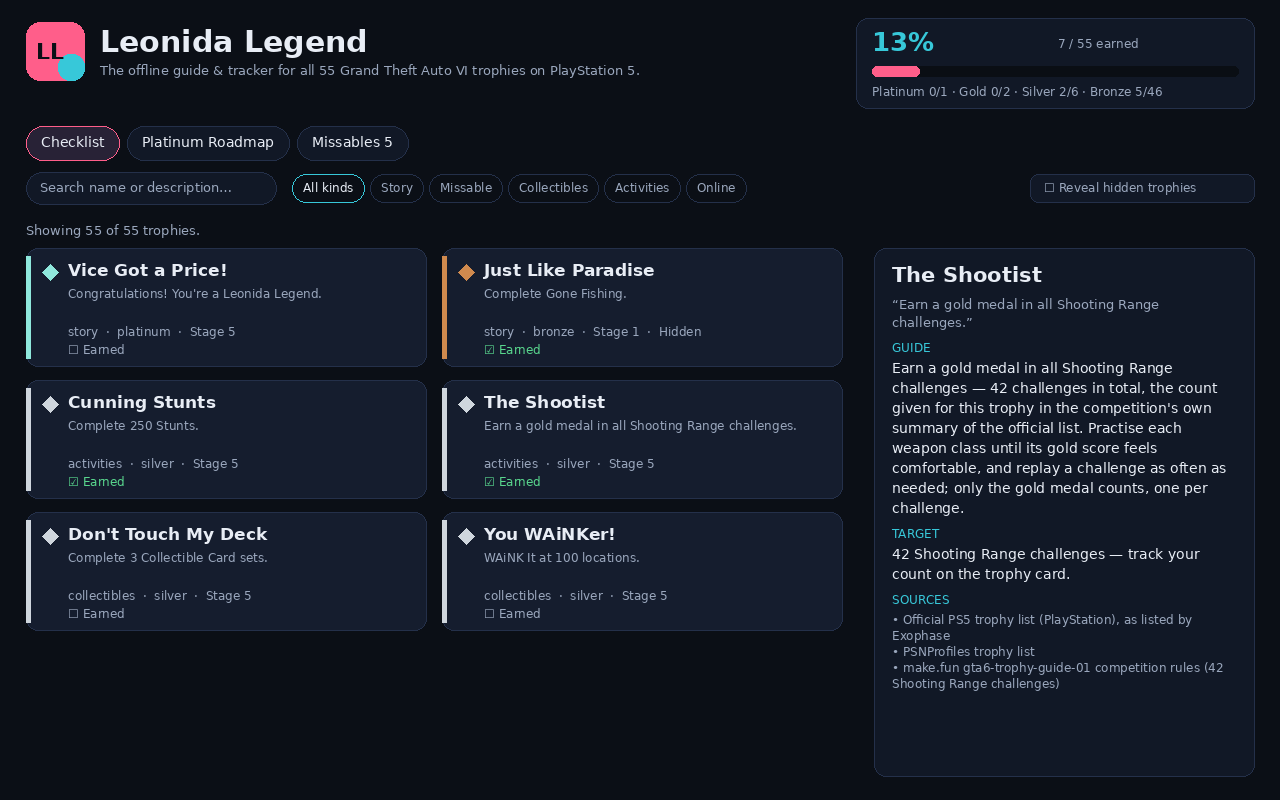 LL
Leonida Legend
The offline guide & tracker for all 55 Grand Theft Auto VI trophies on PlayStation 5.
13%
7 / 55 earned
Platinum 0/1 · Gold 0/2 · Silver 2/6 · Bronze 5/46
Checklist
Platinum Roadmap
Missables 5
Search name or description...
All kinds
Story
Missable
Collectibles
Activities
Online
☐ Reveal hidden trophies
Showing 55 of 55 trophies.
Vice Got a Price!
Congratulations! You're a Leonida Legend.
story · platinum · Stage 5
☐ Earned
Just Like Paradise
Complete Gone Fishing.
story · bronze · Stage 1 · Hidden
☑ Earned
Cunning Stunts
Complete 250 Stunts.
activities · silver · Stage 5
☑ Earned
The Shootist
Earn a gold medal in all Shooting Range challenges.
activities · silver · Stage 5
☑ Earned
Don't Touch My Deck
Complete 3 Collectible Card sets.
collectibles · silver · Stage 5
☐ Earned
You WAiNKer!
WAiNK It at 100 locations.
collectibles · silver · Stage 5
☐ Earned
The Shootist
“Earn a gold medal in all Shooting Range
challenges.”
GUIDE
Earn a gold medal in all Shooting Range
challenges — 42 challenges in total, the count
given for this trophy in the competition's own
summary of the official list. Practise each
weapon class until its gold score feels
comfortable, and replay a challenge as often as
needed; only the gold medal counts, one per
challenge.
TARGET
42 Shooting Range challenges — track your
count on the trophy card.
SOURCES
• Official PS5 trophy list (PlayStation), as listed by
Exophase
• PSNProfiles trophy list
• make.fun gta6-trophy-guide-01 competition rules (42
Shooting Range challenges)